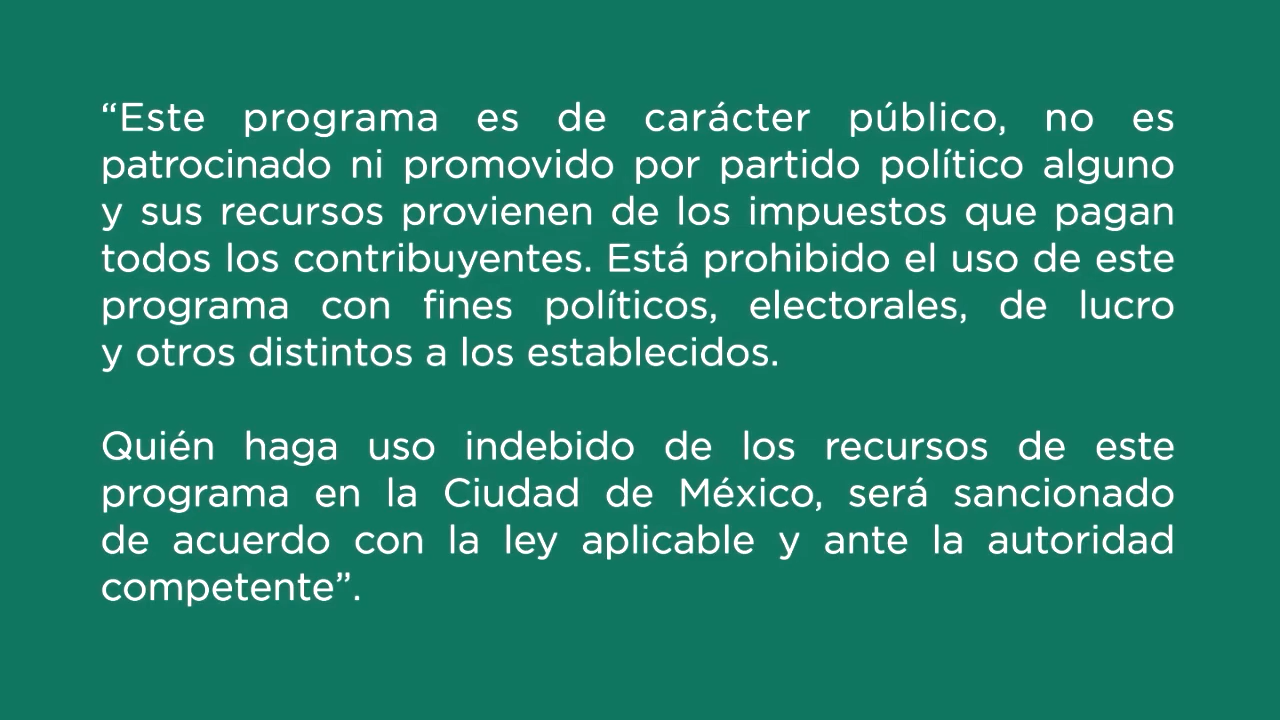 “Este programa es de carácter público, no es
patrocinado ni promovido por partido político alguno
y sus recursos provienen de los impuestos que pagan
todos los contribuyentes. Está prohibido el uso de este
programa con fines políticos, electorales, de lucro
y otros distintos a los establecidos.
Quién haga uso indebido de los recursos de este
programa en la Ciudad de México, será sancionado
de acuerdo con la ley aplicable y ante la autoridad
competente”.